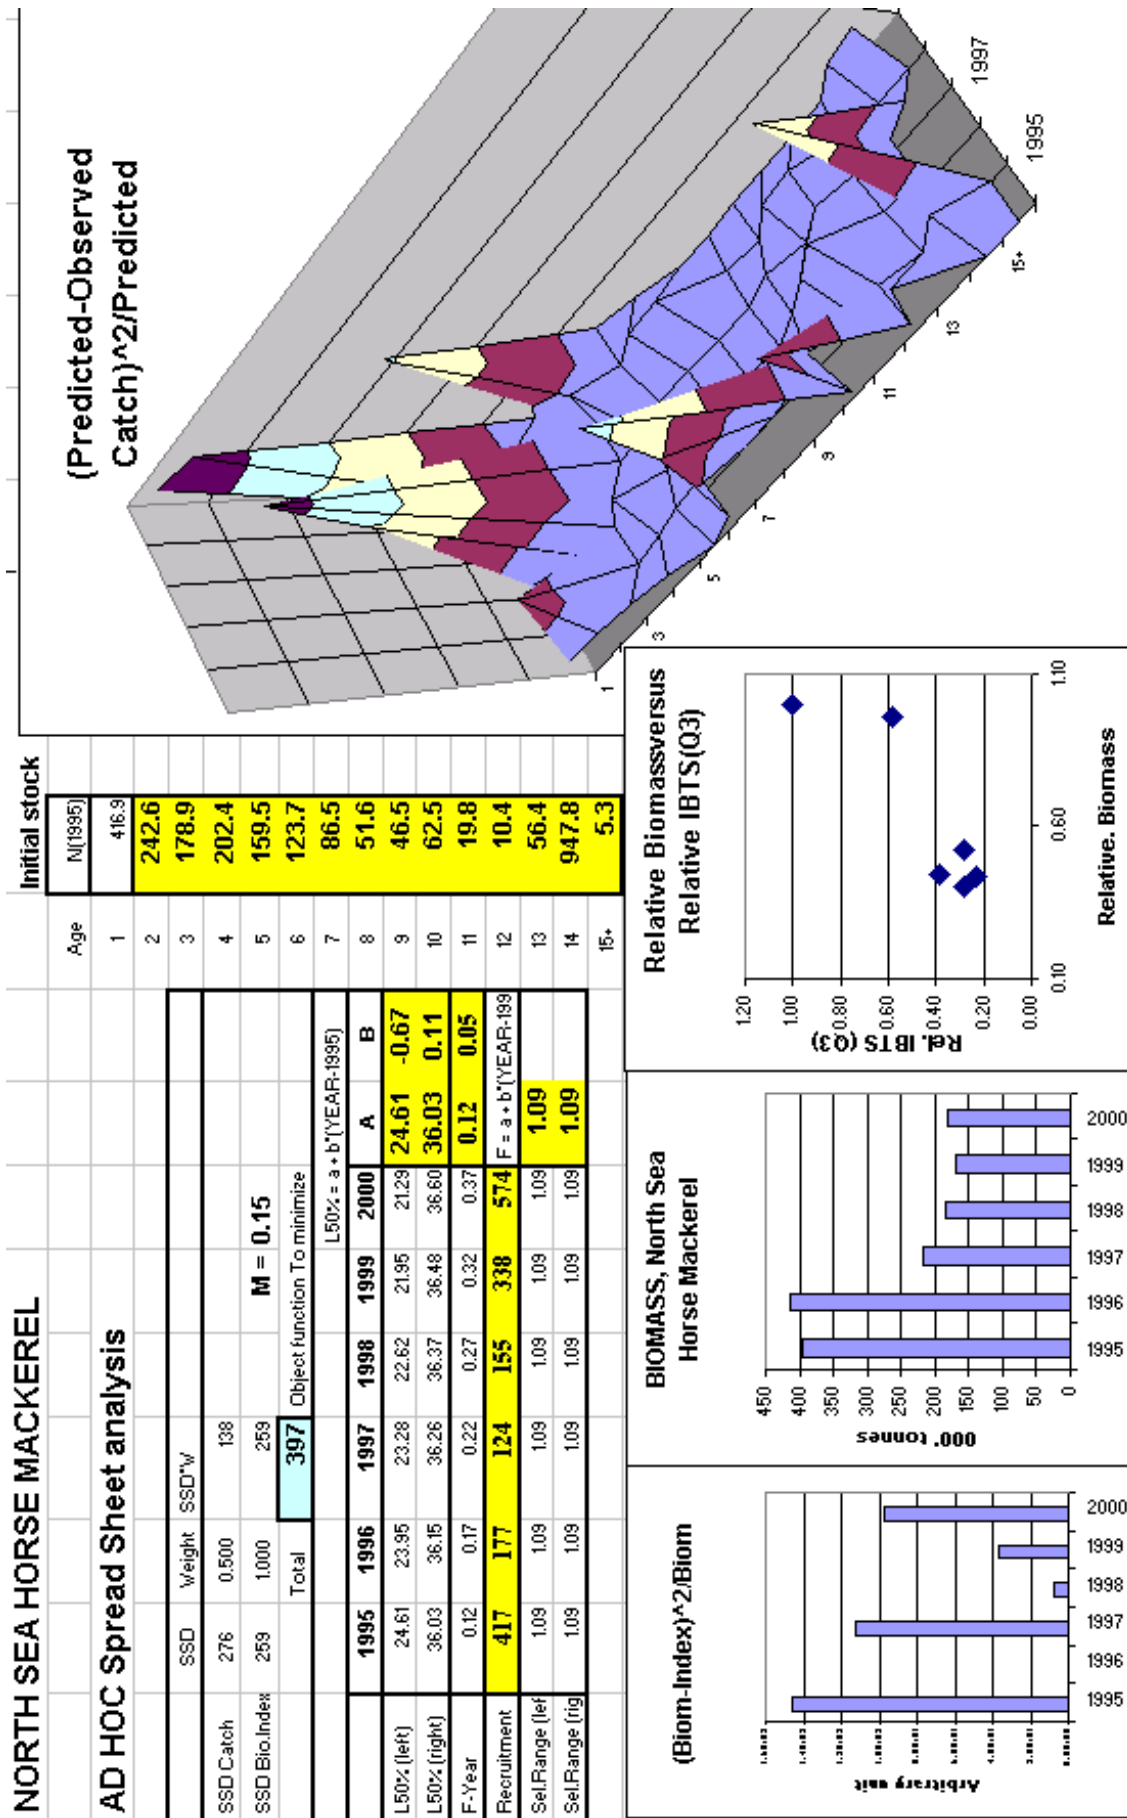 NORTH SEA HORSE MACKEREL
AD HOC Spread Sheet analysis
SSD Weight SSD*W
SSD Catch 276 0.500 138
SSD Bio.Index 259 1.000 259 M = 0.15
Total 397 Object function To minimize
L50% = a + b*(YEAR-1995)
1995 1996 1997 1998 1999 2000 A B
L50% (left) 24.61 23.95 23.28 22.62 21.95 21.29 24.61 -0.67
L50% (right) 36.03 36.15 36.26 36.37 36.48 36.60 36.03 0.11
F-Year 0.12 0.17 0.22 0.27 0.32 0.37 0.12 0.05
Recruitment 417 177 124 155 338 574 F = a + b*(YEAR-199
Sel.Range (lef 1.09 1.09 1.09 1.09 1.09 1.09 1.09
Sel.Range (rig 1.09 1.09 1.09 1.09 1.09 1.09 1.09
Initial stock
Age N(1995)
1 416.9
2 242.6
3 178.9
4 202.4
5 159.5
6 123.7
7 86.5
8 51.6
9 46.5
10 62.5
11 19.8
12 10.4
13 56.4
14 947.8
15+ 5.3
(Predicted-Observed
Catch)^2/Predicted
1 3 5 7 9 11 13 15+
1995 1997
(Biom-Index)^2/Biom
Arbitrary unit
1995 1996 1997 1998 1999 2000
BIOMASS, North Sea
Horse Mackerel
000' tonnes
450
400
350
300
250
200
150
100
50
0
1995 1996 1997 1998 1999 2000
Relative Biomassversus
Relative IBTS(Q3)
Rel. IBTS (Q3)
1.20
1.00
0.80
0.60
0.40
0.20
0.00
0.10 0.60 1.10
Relative. Biomass